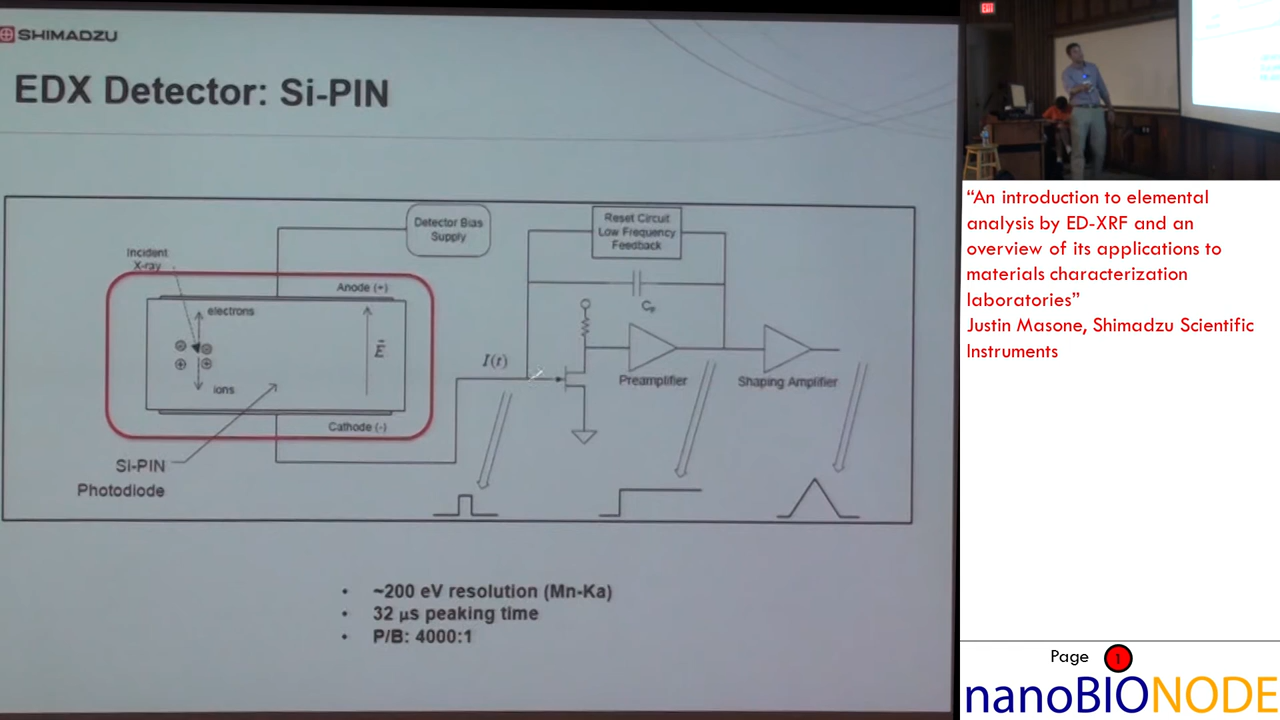 SHIMADZU
EDX Detector: Si-PIN
Detector Bias
Supply
Reset Circuit
Low Frequency
Feedback
Incident
X-ray
Anode (+)
electrons
E
ions
Cathode (-)
Si-PIN
Photodiode
I(t)
CF
Preamplifier
Shaping Amplifier
• ~200 eV resolution (Mn-Ka)
• 32 μs peaking time
• P/B: 4000:1
EXIT
“An introduction to elemental
analysis by ED-XRF and an
overview of its applications to
materials characterization
laboratories”
Justin Masone, Shimadzu Scientific
Instruments
Page 1
nanoBIONODE